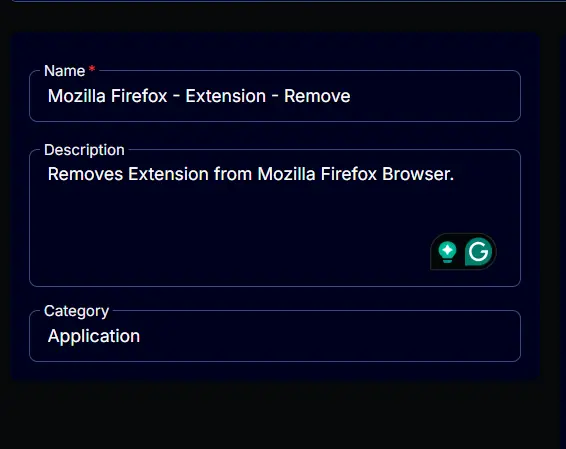 Name *
Mozilla Firefox - Extension - Remove
Description
Removes Extension from Mozilla Firefox Browser.
Category
Application